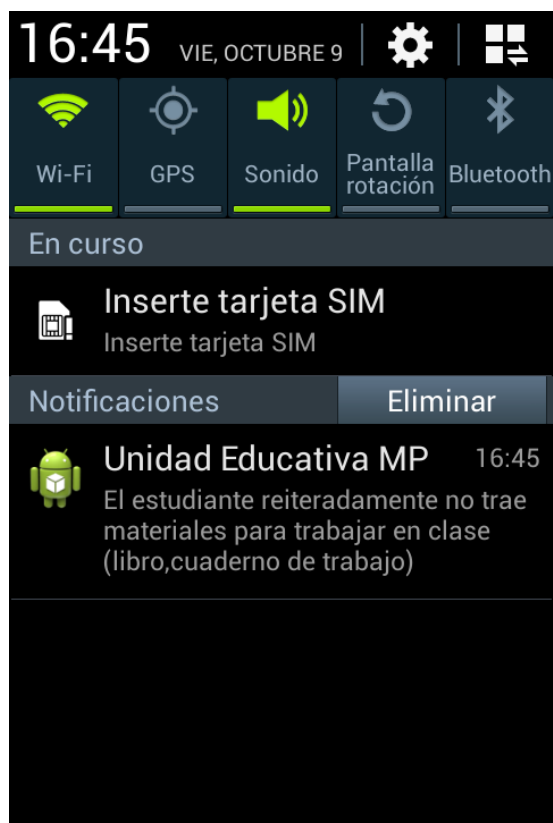 16:45 VIE, OCTUBRE 9
Wi-Fi GPS Sonido Pantalla rotación Bluetooth
En curso
Inserte tarjeta SIM
Inserte tarjeta SIM
Notificaciones Eliminar
Unidad Educativa MP 16:45
El estudiante reiteradamente no trae
materiales para trabajar en clase
(libro,cuaderno de trabajo)